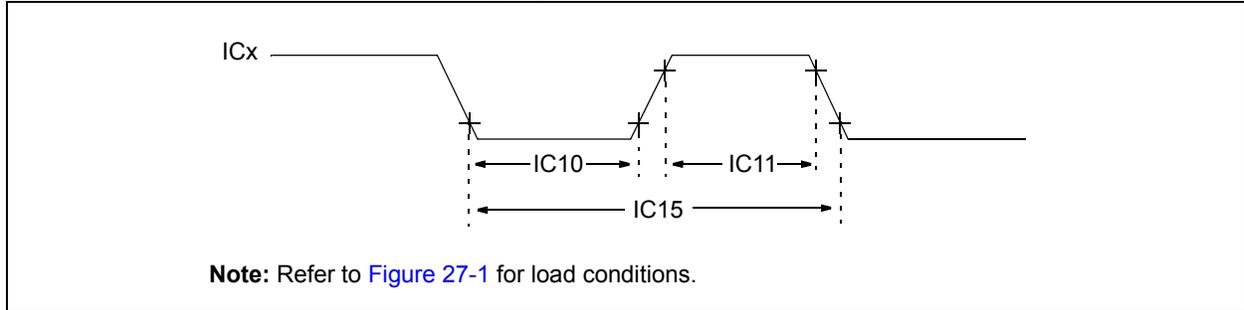 ICx
IC10
IC11
IC15
Note: Refer to Figure 27-1 for load conditions.